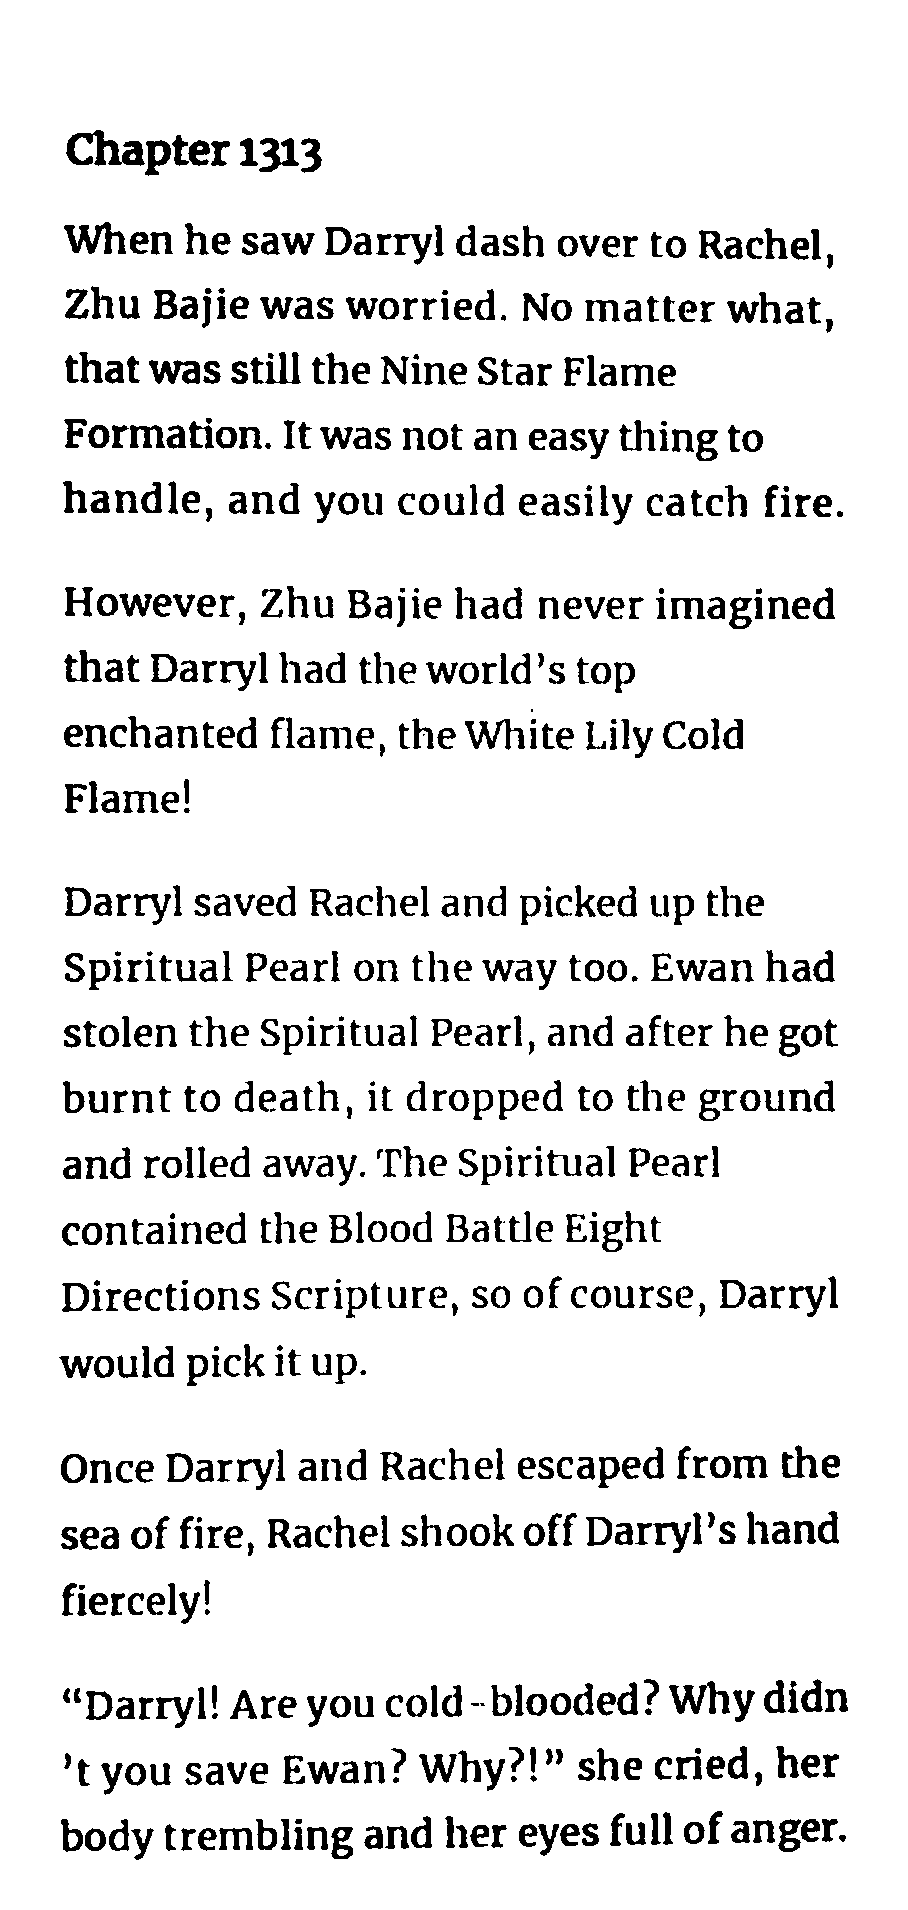 Chapter 1313
When he saw Darryl dash over to Rachel,
Zhu Bajie was worried. No matter what,
that was still the Nine Star Flame
Formation. It was not an easy thing to
handle, and you could easily catch fire.
However, Zhu Bajie had never imagined
that Darryl had the world’s top
enchanted flame, the White Lily Cold
Flame!
Darryl saved Rachel and picked up the
Spiritual Pearl on the way too. Ewan had
stolen the Spiritual Pearl, and after he got
burnt to death, it dropped to the ground
and rolled away. The Spiritual Pearl
contained the Blood Battle Eight
Directions Scripture, so of course, Darryl
would pick it up.
Once Darryl and Rachel escaped from the
sea of fire, Rachel shook off Darryl’s hand
fiercely!
“Darryl! Are you cold-blooded? Why didn
’t you save Ewan? Why?!” she cried, her
body trembling and her eyes full of anger.